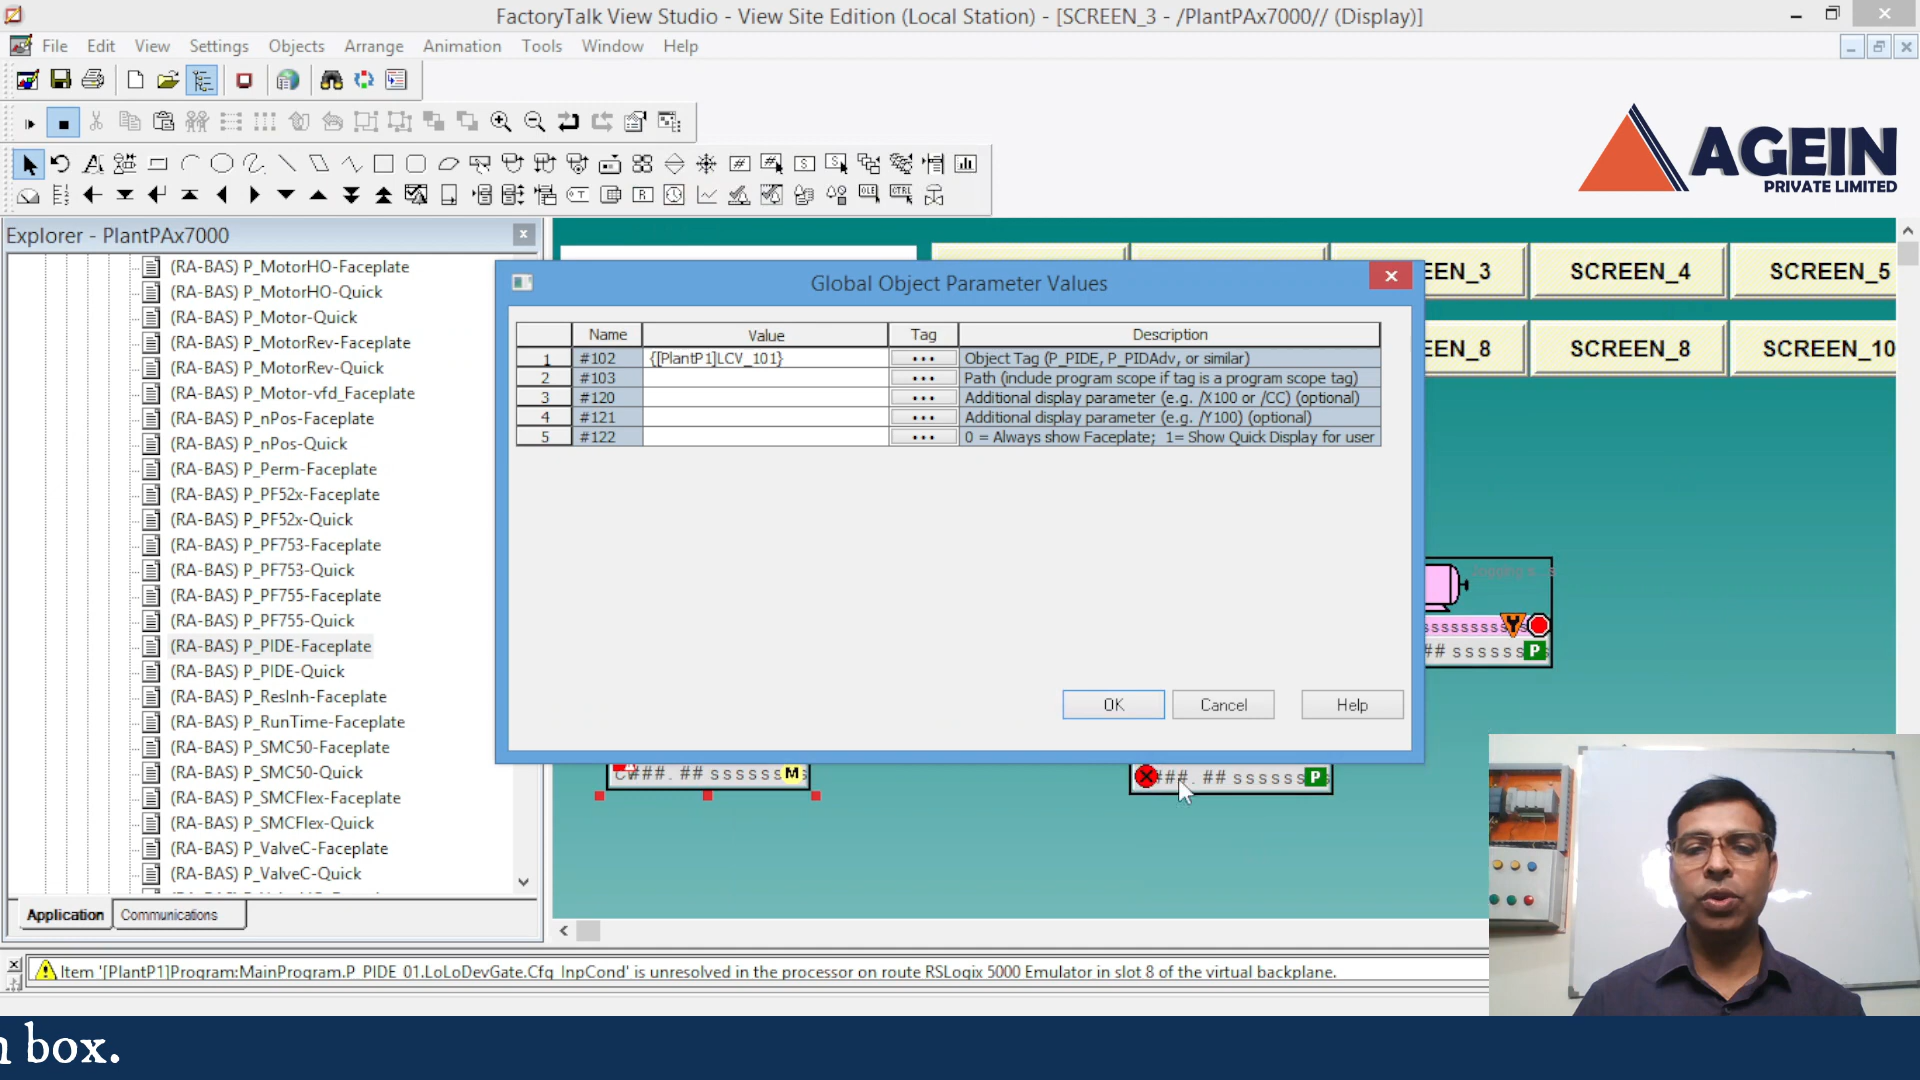 FactoryTalk View Studio - View Site Edition (Local Station) - [SCREEN_3 - /PlantPAx7000// (Display)]
File Edit View Settings Objects Arrange Animation Tools Window Help
AGEIN
PRIVATE LIMITED
Explorer - PlantPAx7000
(RA-BAS) P_MotorHO-Faceplate
(RA-BAS) P_MotorHO-Quick
(RA-BAS) P_Motor-Quick
(RA-BAS) P_MotorRev-Faceplate
(RA-BAS) P_MotorRev-Quick
(RA-BAS) P_Motor-vfd_Faceplate
(RA-BAS) P_nPos-Faceplate
(RA-BAS) P_nPos-Quick
(RA-BAS) P_Perm-Faceplate
(RA-BAS) P_PF52x-Faceplate
(RA-BAS) P_PF52x-Quick
(RA-BAS) P_PF753-Faceplate
(RA-BAS) P_PF753-Quick
(RA-BAS) P_PF755-Faceplate
(RA-BAS) P_PF755-Quick
(RA-BAS) P_PIDE-Faceplate
(RA-BAS) P_PIDE-Quick
(RA-BAS) P_ResInh-Faceplate
(RA-BAS) P_RunTime-Faceplate
(RA-BAS) P_SMC50-Faceplate
(RA-BAS) P_SMC50-Quick
(RA-BAS) P_SMCFlex-Faceplate
(RA-BAS) P_SMCFlex-Quick
(RA-BAS) P_ValveC-Faceplate
(RA-BAS) P_ValveC-Quick
Application Communications
EEN_3 SCREEN_4 SCREEN_5
EEN_8 SCREEN_8 SCREEN_10
Global Object Parameter Values
Name Value Tag Description
1 #102 {[PlantP1]LCV_101} ... Object Tag (P_PIDE, P_PIDAdv, or similar)
2 #103 ... Path (include program scope if tag is a program scope tag)
3 #120 ... Additional display parameter (e.g. /X100 or /CC) (optional)
4 #121 ... Additional display parameter (e.g. /Y100) (optional)
5 #122 ... 0 = Always show Faceplate; 1= Show Quick Display for user
OK Cancel Help
sssssssss
## ssssss P
###. ## sssssss M
###. ## ssssss P
Item '[PlantP1]Program:MainProgram.P_PIDE_01.LoLoDevGate.Cfg_InpCond' is unresolved in the processor on route RSLogix 5000 Emulator in slot 8 of the virtual backplane.
box.